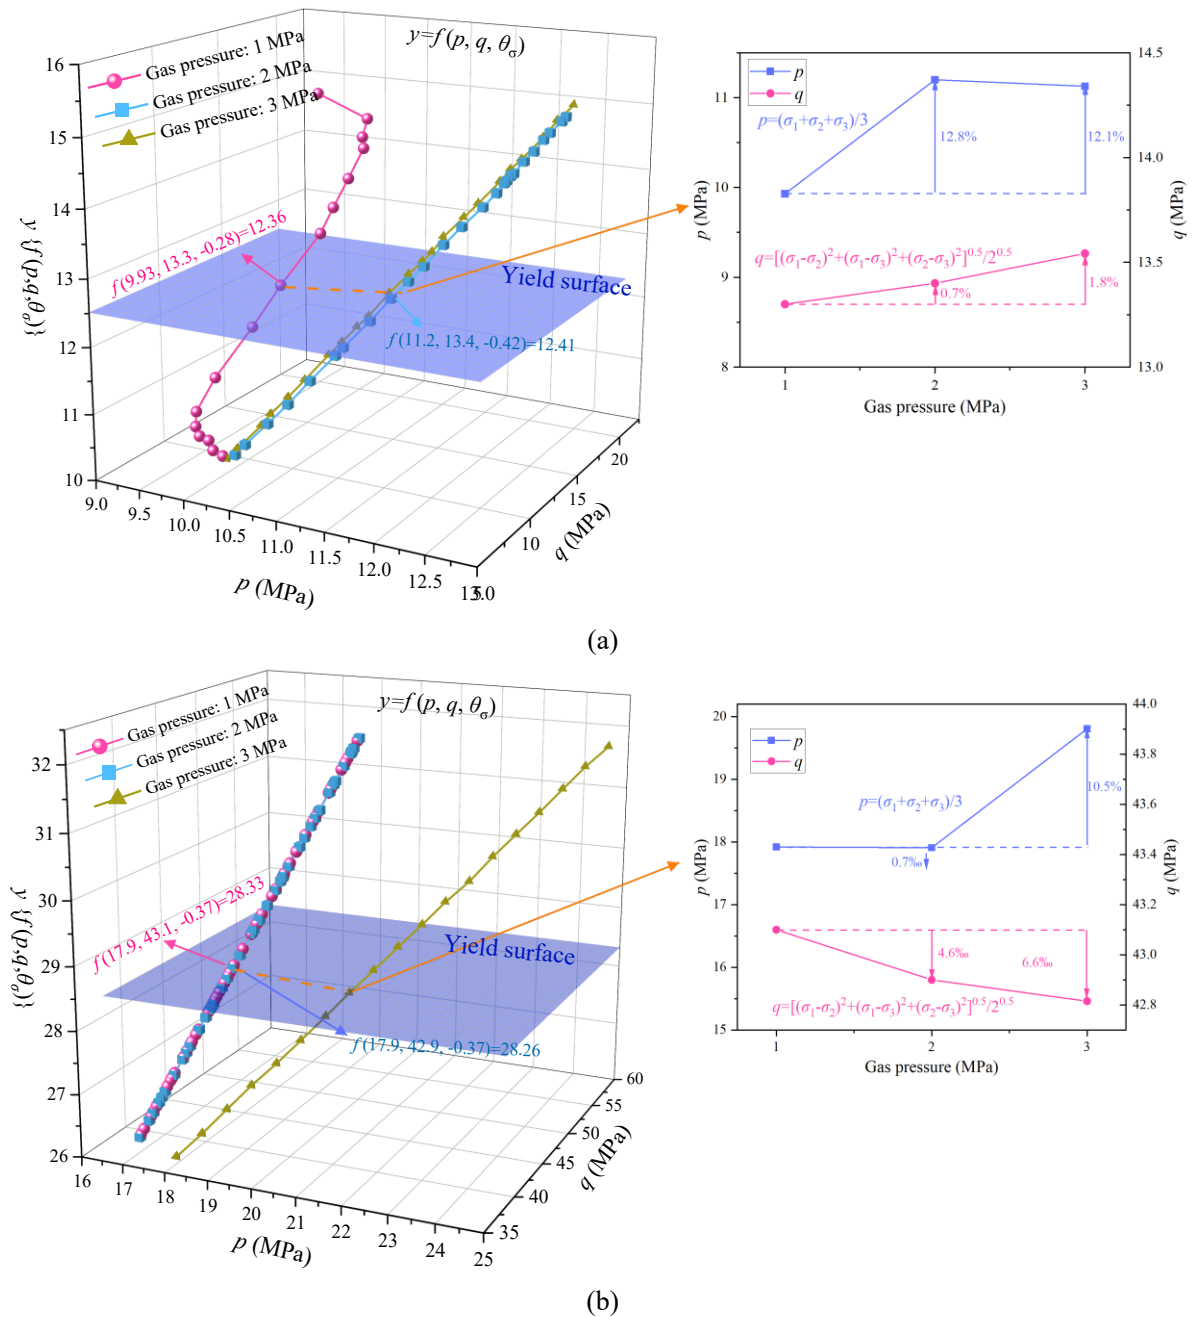 y=f (p, q, θσ)
16
Gas pressure: 1 MPa
Gas pressure: 2 MPa
Gas pressure: 3 MPa
15
14
13
12
11
10
y {f (p,q,θσ)}
f (9.93, 13.3, -0.28)=12.36
Yield surface
f (11.2, 13.4, -0.42)=12.41
9.0
9.5
10.0
10.5
11.0
11.5
12.0
12.5
13
5.0
10
15
20
p (MPa)
q (MPa)
p
q
p=(σ1+σ2+σ3)/3
12.8%
12.1%
q=[(σ1-σ2)²+(σ1-σ3)²+(σ2-σ3)²]^0.5/2^0.5
0.7%
1.8%
11
10
9
8
p (MPa)
14.5
14.0
13.5
13.0
q (MPa)
1
2
3
Gas pressure (MPa)
(a)
y=f (p, q, θσ)
Gas pressure: 1 MPa
Gas pressure: 2 MPa
Gas pressure: 3 MPa
32
31
30
29
28
27
26
y {f (p,q,θσ)}
f (17.9, 43.1, -0.37)=28.33
Yield surface
f (17.9, 42.9, -0.37)=28.26
16
17
18
19
20
21
22
23
24
25
35
40
45
50
55
60
p (MPa)
q (MPa)
p
q
p=(σ1+σ2+σ3)/3
10.5%
0.7‰
4.6‰
6.6‰
q=[(σ1-σ2)²+(σ1-σ3)²+(σ2-σ3)²]^0.5/2^0.5
20
19
18
17
16
15
p (MPa)
44.0
43.8
43.6
43.4
43.2
43.0
42.8
q (MPa)
1
2
3
Gas pressure (MPa)
(b)